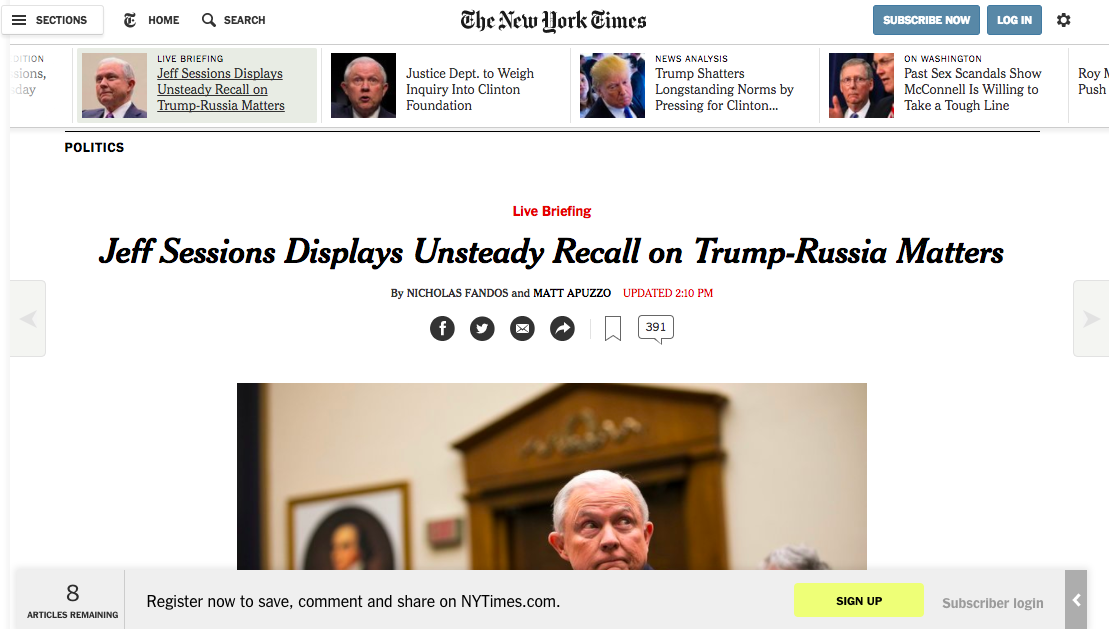 SECTIONS
HOME
SEARCH
The New York Times
SUBSCRIBE NOW
LOG IN
LIVE BRIEFING
Jeff Sessions Displays
Unsteady Recall on
Trump-Russia Matters
Justice Dept. to Weigh
Inquiry Into Clinton
Foundation
NEWS ANALYSIS
Trump Shatters
Longstanding Norms by
Pressing for Clinton...
ON WASHINGTON
Past Sex Scandals Show
McConnell Is Willing to
Take a Tough Line
Roy
Push
POLITICS
Live Briefing
Jeff Sessions Displays Unsteady Recall on Trump-Russia Matters
By NICHOLAS FANDOS and MATT APUZZO UPDATED 2:10 PM
391
8
ARTICLES REMAINING
Register now to save, comment and share on NYTimes.com.
SIGN UP
Subscriber login